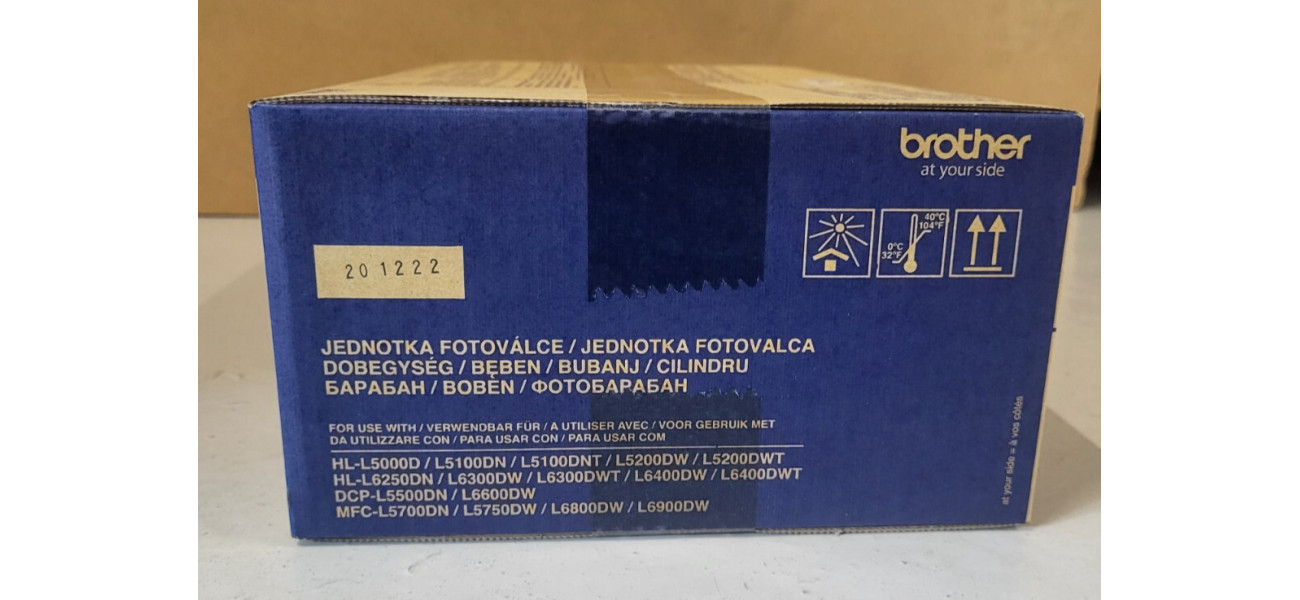 brother
at your side
40°C
104°F
0°C
32°F
201222
JEDNOTKA FOTOVÁLCE / JEDNOTKA FOTOVALCA
DOBEGYSÉG / BĘBEN / BUBANJ / CILINDRU
БАРАБАН / BOBEN / ФОТОБАРАБАН
FOR USE WITH / VERWENDBAR FÜR / A UTILISER AVEC / VOOR GEBRUIK MET
DA UTILIZZARE CON / PARA USAR CON / PARA USAR COM
HL-L5000D / L5100DN / L5100DNT / L5200DW / L5200DWT
HL-L6250DN / L6300DW / L6300DWT / L6400DW / L6400DWT
DCP-L5500DN / L6600DW
MFC-L5700DN / L5750DW / L6800DW / L6900DW
at your side = à vos côtés